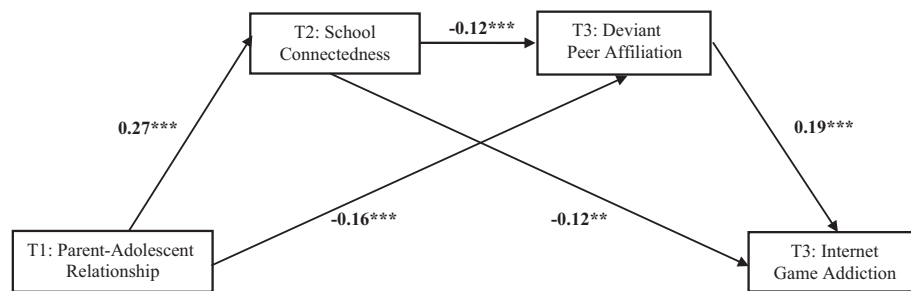 T2: School
Connectedness
-0.12***
T3: Deviant
Peer Affiliation
0.27***
0.19***
-0.16***
-0.12**
T1: Parent-Adolescent
Relationship
T3: Internet
Game Addiction